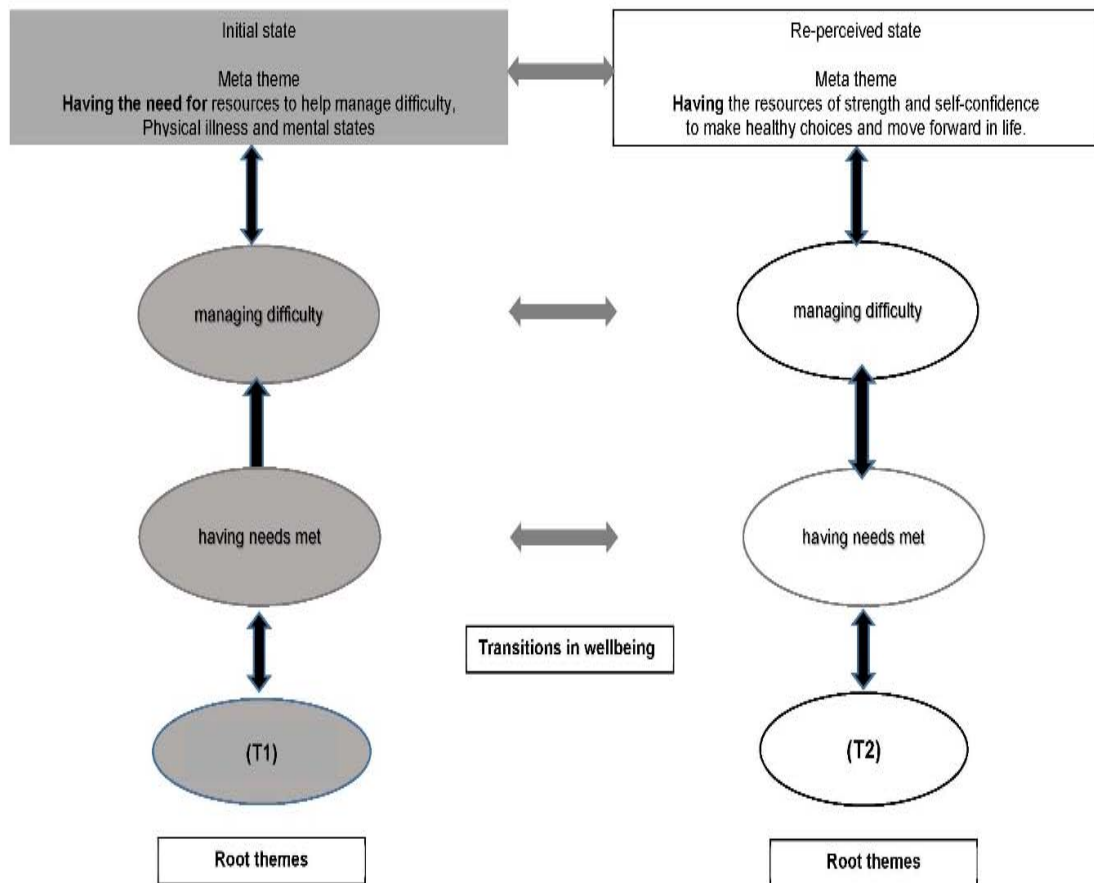 Initial state
Meta theme
Having the need for resources to help manage difficulty,
Physical illness and mental states
Re-perceived state
Meta theme
Having the resources of strength and self-confidence
to make healthy choices and move forward in life.
managing difficulty
managing difficulty
having needs met
having needs met
Transitions in wellbeing
(T1)
(T2)
Root themes
Root themes